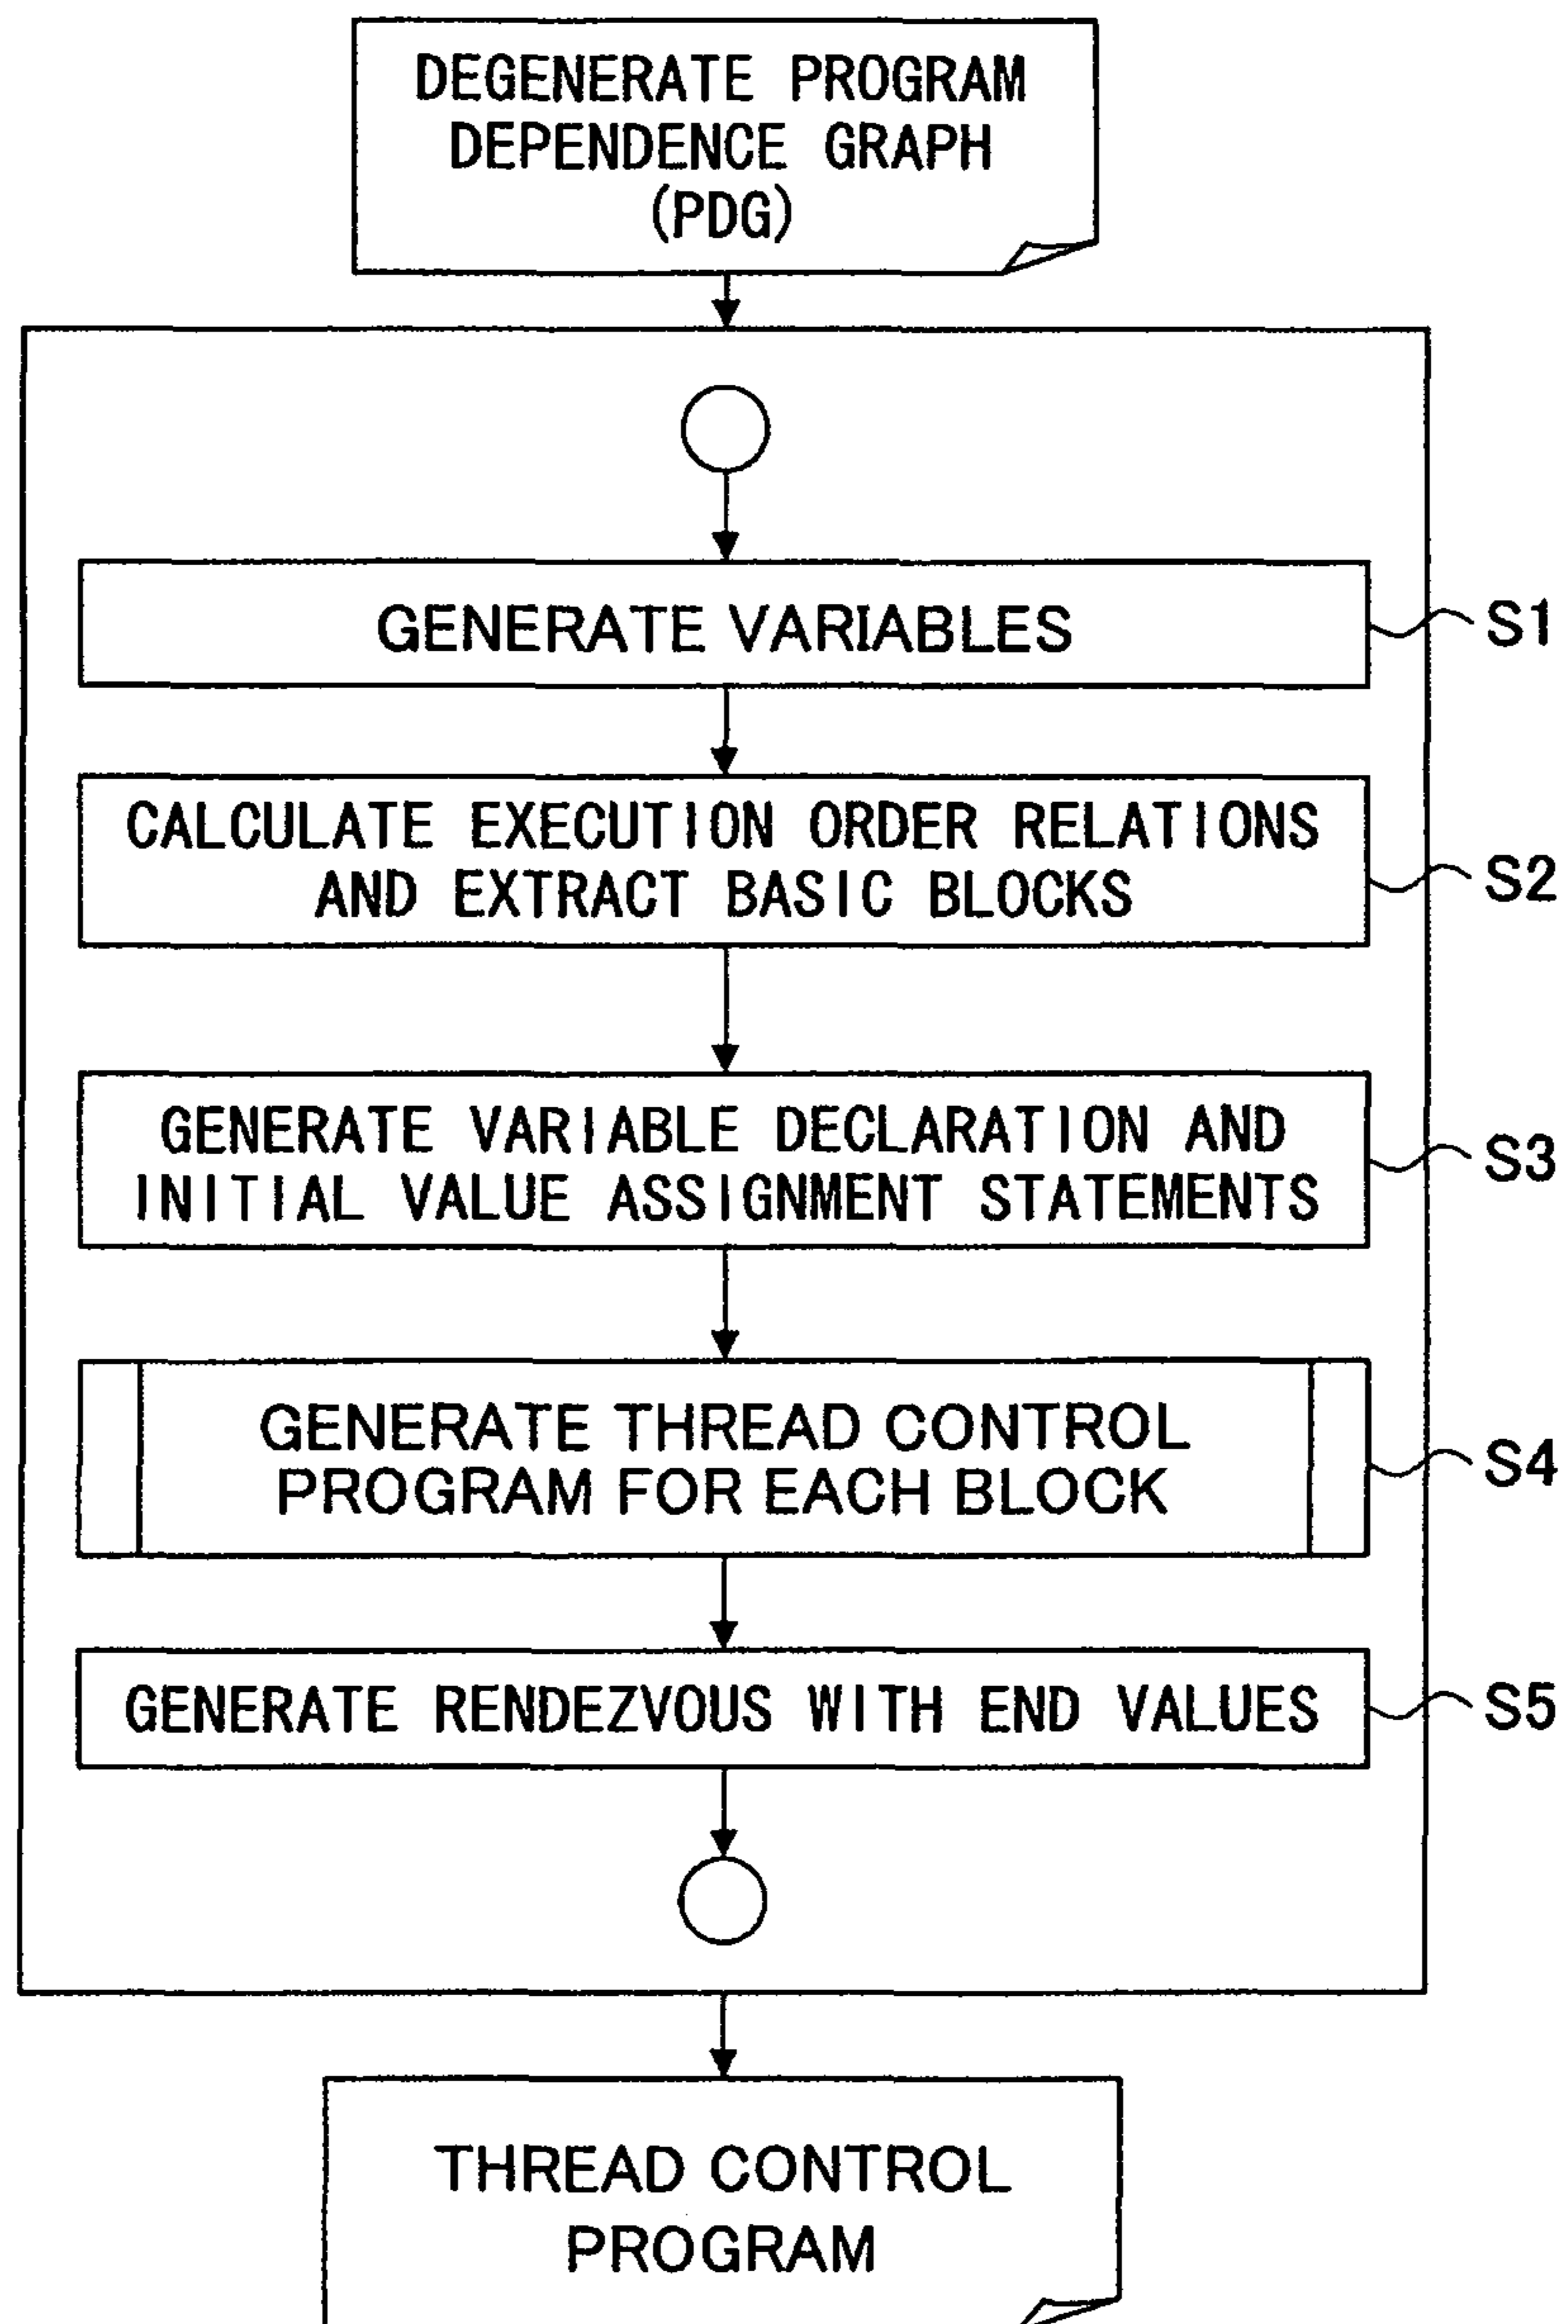 DEGENERATE PROGRAM
DEPENDENCE GRAPH
(PDG)
GENERATE VARIABLES
S1
CALCULATE EXECUTION ORDER RELATIONS
AND EXTRACT BASIC BLOCKS
S2
GENERATE VARIABLE DECLARATION AND
INITIAL VALUE ASSIGNMENT STATEMENTS
S3
GENERATE THREAD CONTROL
PROGRAM FOR EACH BLOCK
S4
GENERATE RENDEZVOUS WITH END VALUES
S5
THREAD CONTROL
PROGRAM